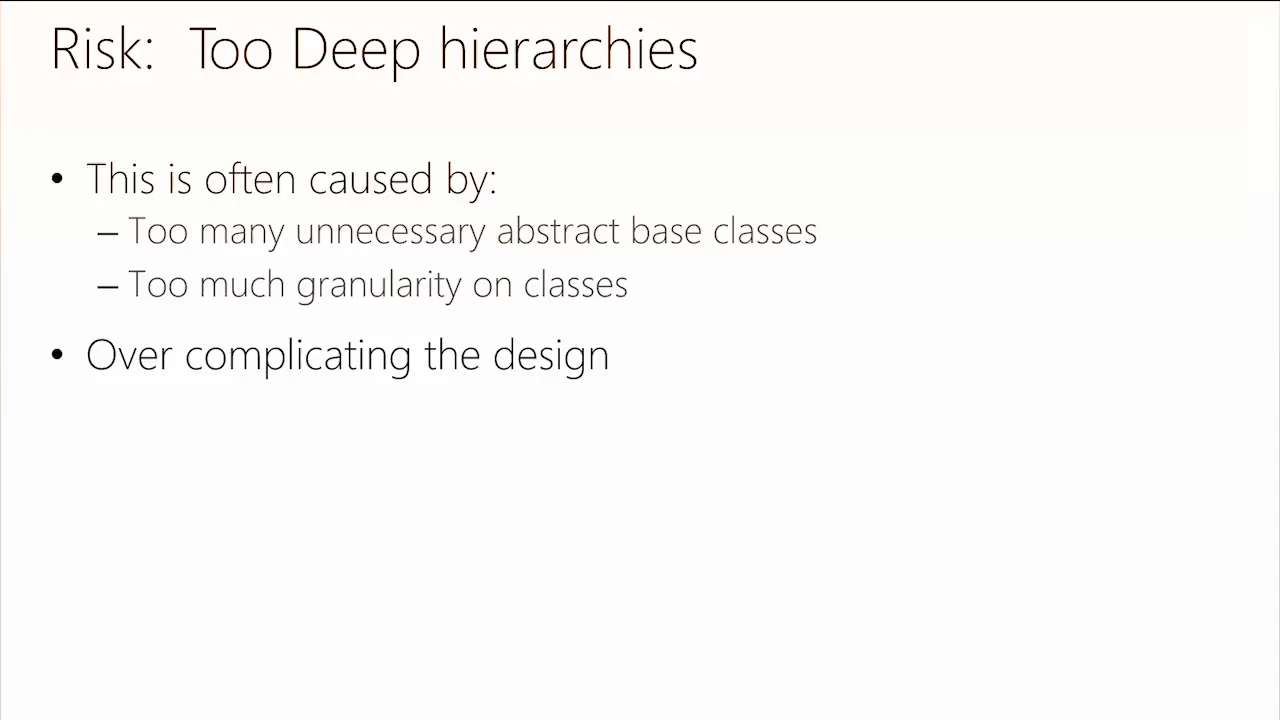 Risk: Too Deep hierarchies
• This is often caused by:
– Too many unnecessary abstract base classes
– Too much granularity on classes
• Over complicating the design